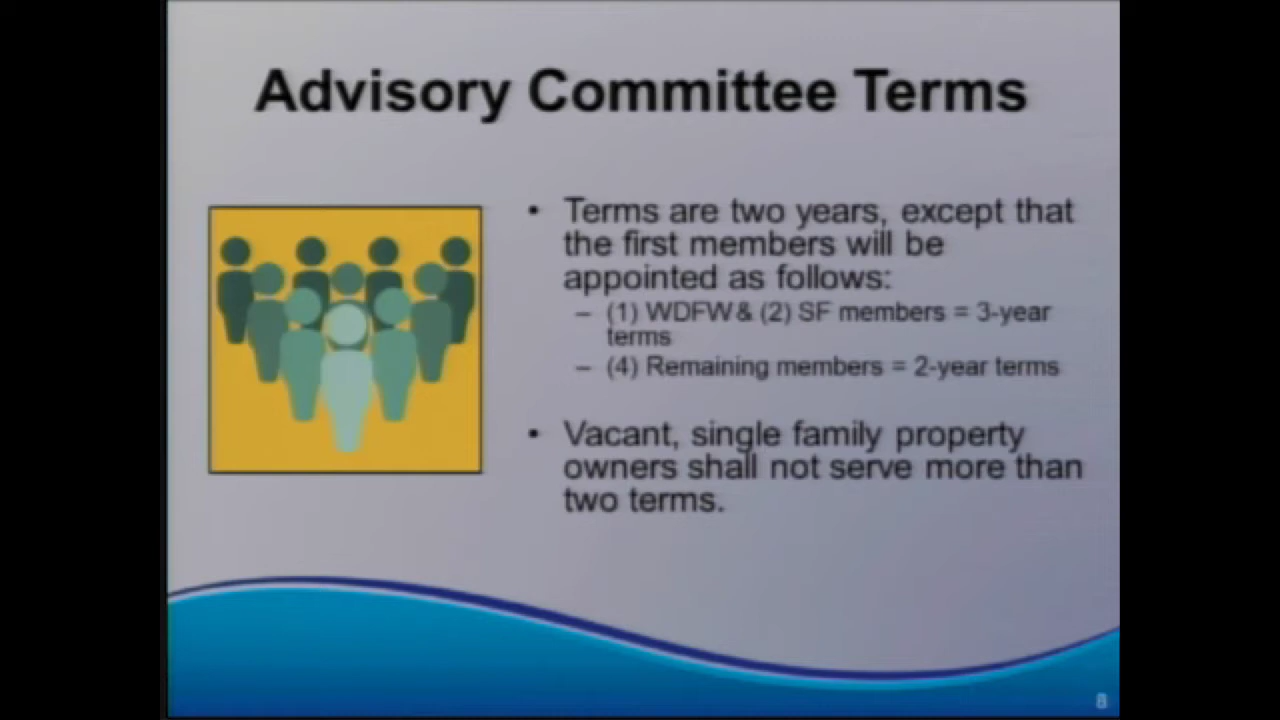 Advisory Committee Terms
• Terms are two years, except that
the first members will be
appointed as follows:
– (1) WDFW & (2) SF members = 3-year
terms
– (4) Remaining members = 2-year terms
• Vacant, single family property
owners shall not serve more than
two terms.
8